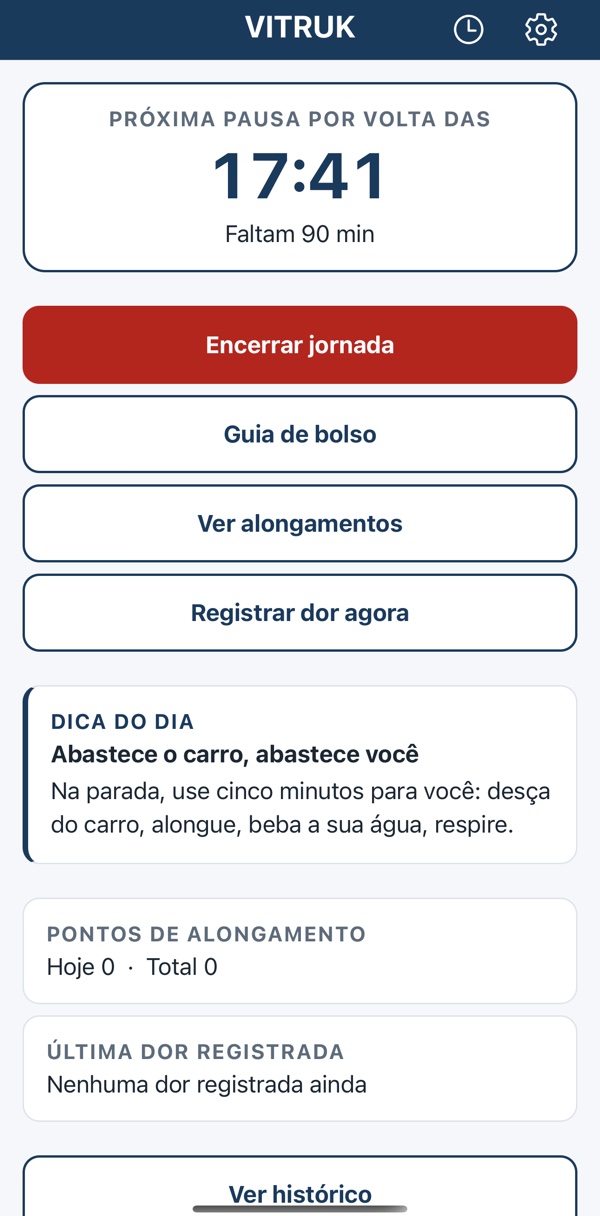 VITRUK
PRÓXIMA PAUSA POR VOLTA DAS
17:41
Faltam 90 min
Encerrar jornada
Guia de bolso
Ver alongamentos
Registrar dor agora
DICA DO DIA
Abastece o carro, abastece você
Na parada, use cinco minutos para você: desça
do carro, alongue, beba a sua água, respire.
PONTOS DE ALONGAMENTO
Hoje 0 · Total 0
ÚLTIMA DOR REGISTRADA
Nenhuma dor registrada ainda
Ver histórico